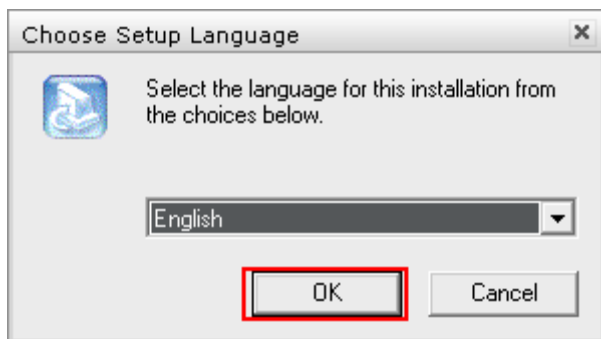 Choose Setup Language
Select the language for this installation from
the choices below.
English
OK
Cancel